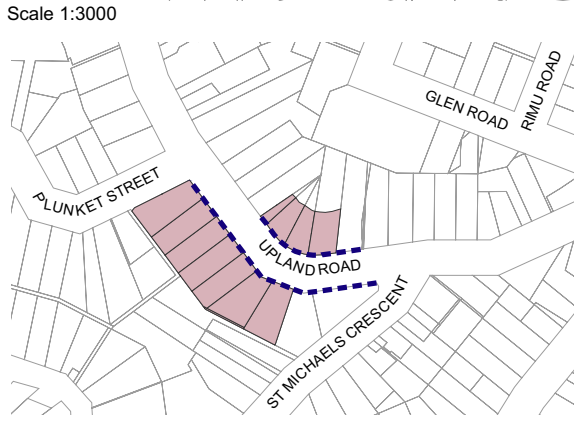 Scale 1:3000
GLEN ROAD
RIMU ROAD
PLUNKET STREET
UPLAND ROAD
ST MICHAELS CRESCENT